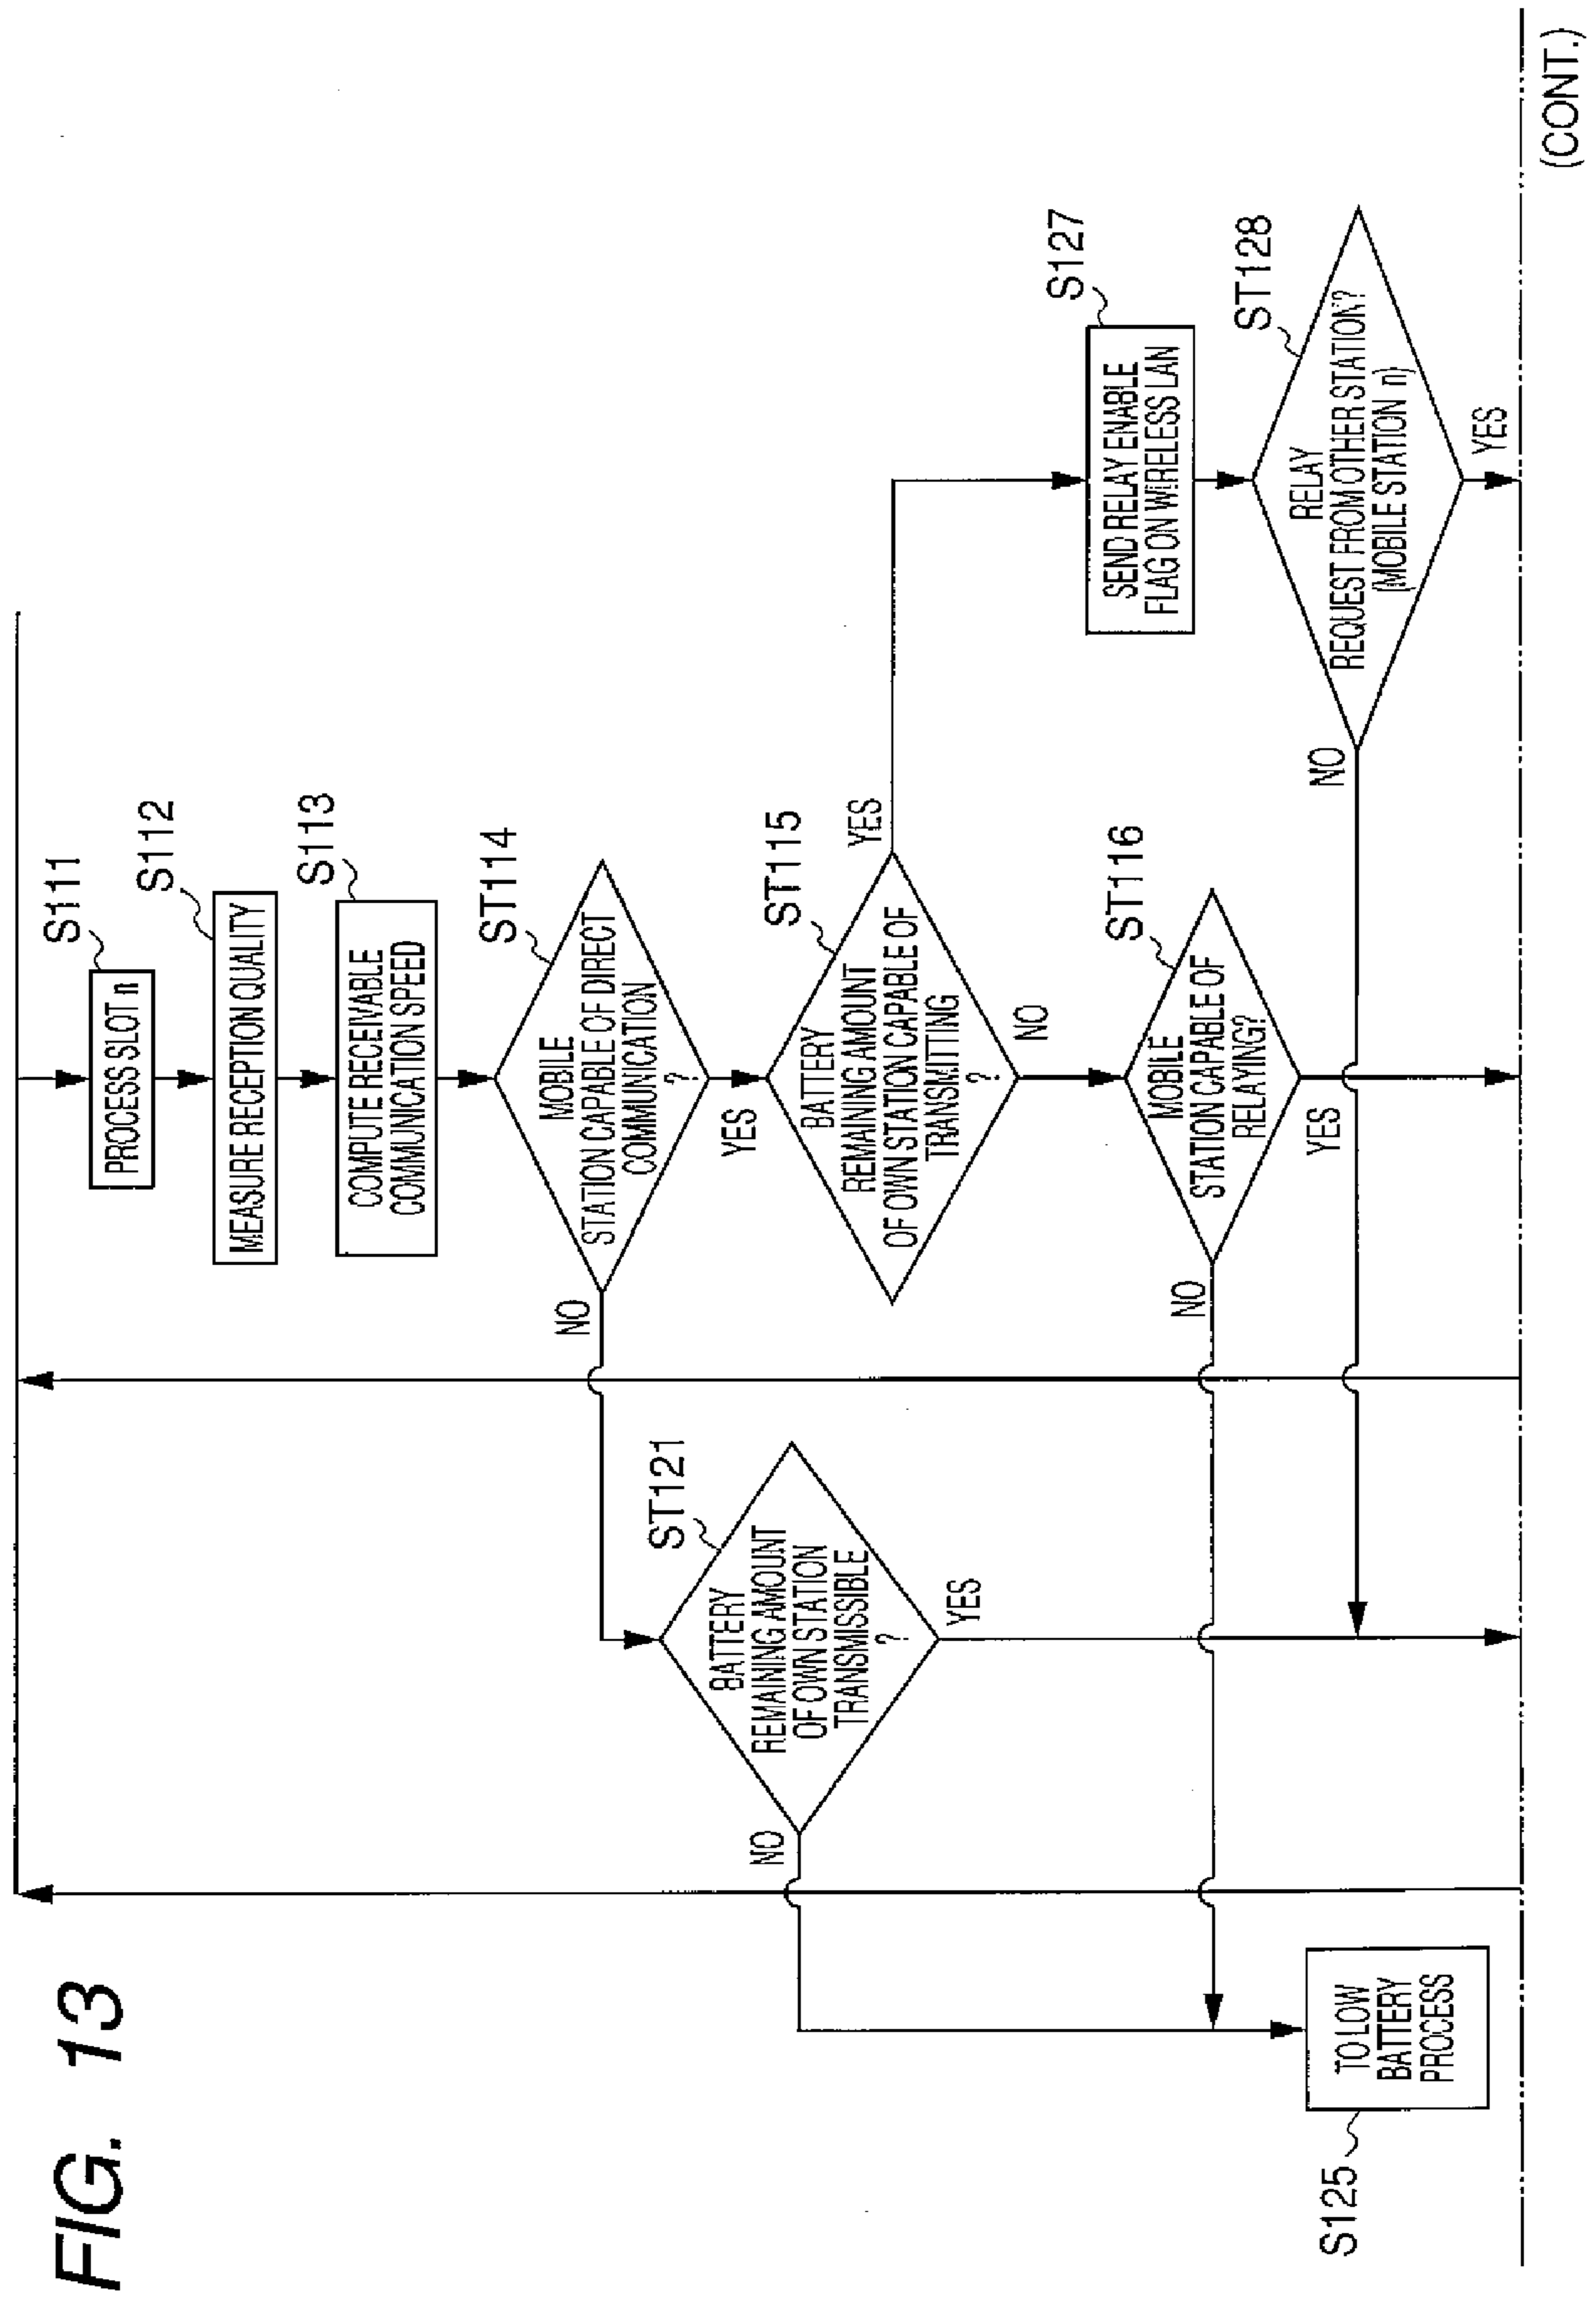 FIG. 13
S111
PROCESS SLOT n
S112
MEASURE RECEPTION QUALITY
S113
COMPUTE RECEIVABLE
COMMUNICATION SPEED
ST114
MOBILE
STATION CAPABLE OF DIRECT
COMMUNICATION
?
NO
YES
ST121
BATTERY
REMAINING AMOUNT
OF OWN STATION
TRANSMISSIBLE
?
NO
YES
ST115
BATTERY
REMAINING AMOUNT
OF OWN STATION CAPABLE OF
TRANSMITTING
?
YES
NO
S127
SEND RELAY ENABLE
FLAG ON WIRELESS LAN
ST116
MOBILE
STATION CAPABLE OF
RELAYING?
NO
YES
ST128
RELAY
REQUEST FROM OTHER STATION?
(MOBILE STATION n)
NO
YES
S125
TO LOW
BATTERY
PROCESS
(CONT.)